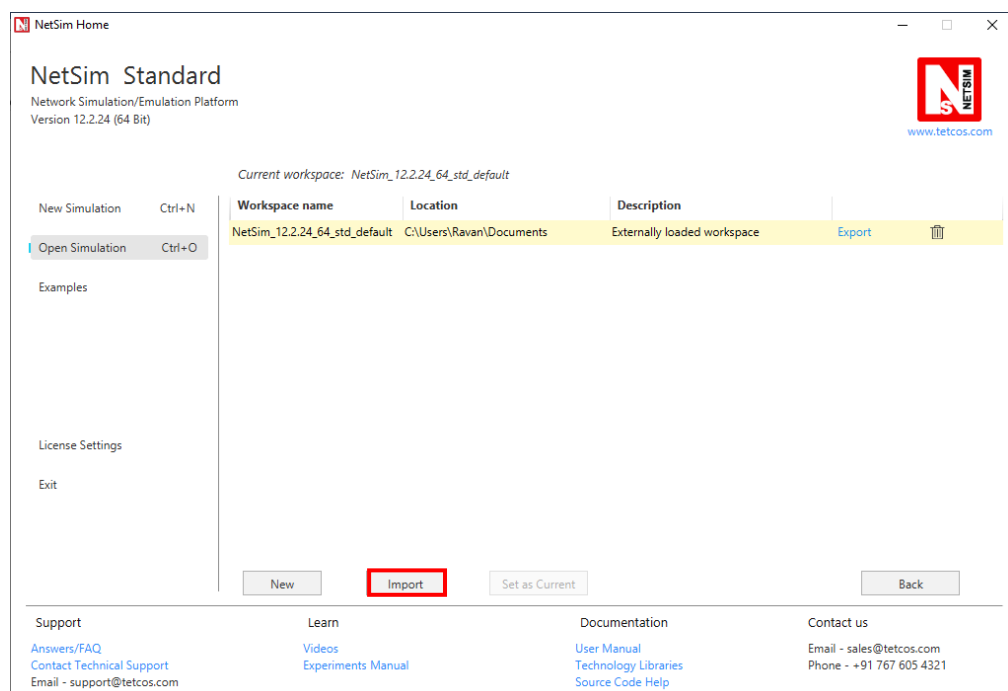 NetSim Home
NetSim Standard
Network Simulation/Emulation Platform
Version 12.2.24 (64 Bit)
NETSIM
www.tetcos.com
Current workspace: NetSim_12.2.24_64_std_default
New Simulation Ctrl+N
Open Simulation Ctrl+O
Examples
License Settings
Exit
Workspace name Location Description
NetSim_12.2.24_64_std_default C:\Users\Ravan\Documents Externally loaded workspace Export
New Import Set as Current Back
Support Learn Documentation Contact us
Answers/FAQ Videos User Manual Email - sales@tetcos.com
Contact Technical Support Experiments Manual Technology Libraries Phone - +91 767 605 4321
Email - support@tetcos.com Source Code Help